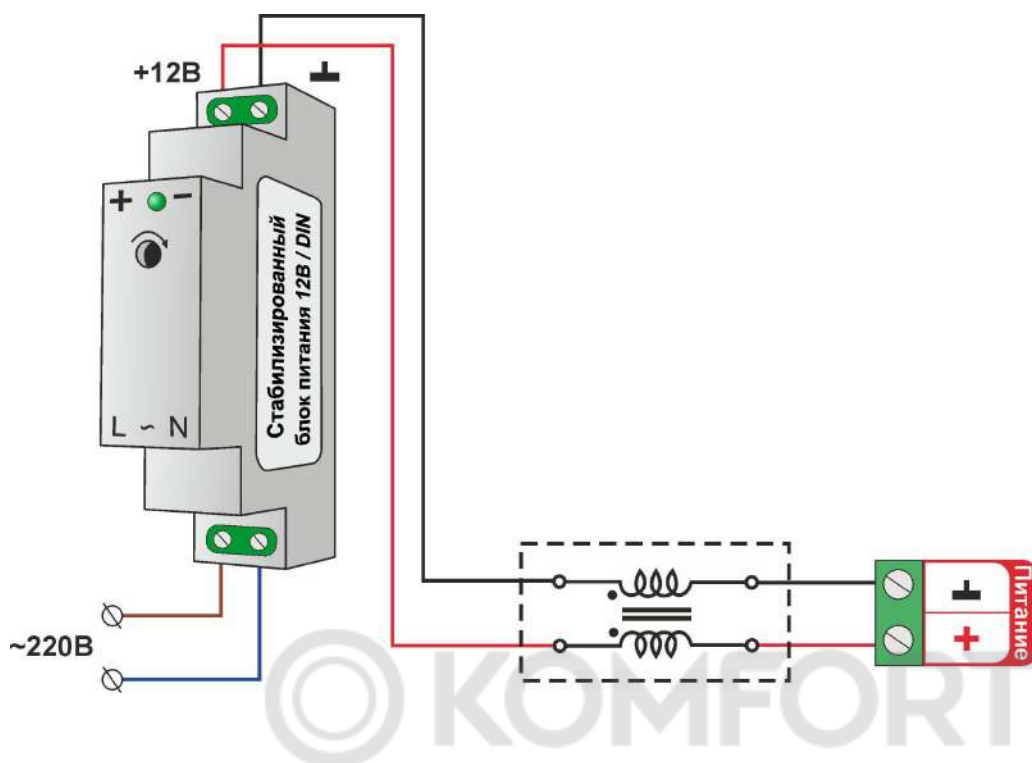 +12В
+ -
Стабилизированный
блок питания 12В / DIN
L ~ N
~220В
+
Питание
KOMFORT